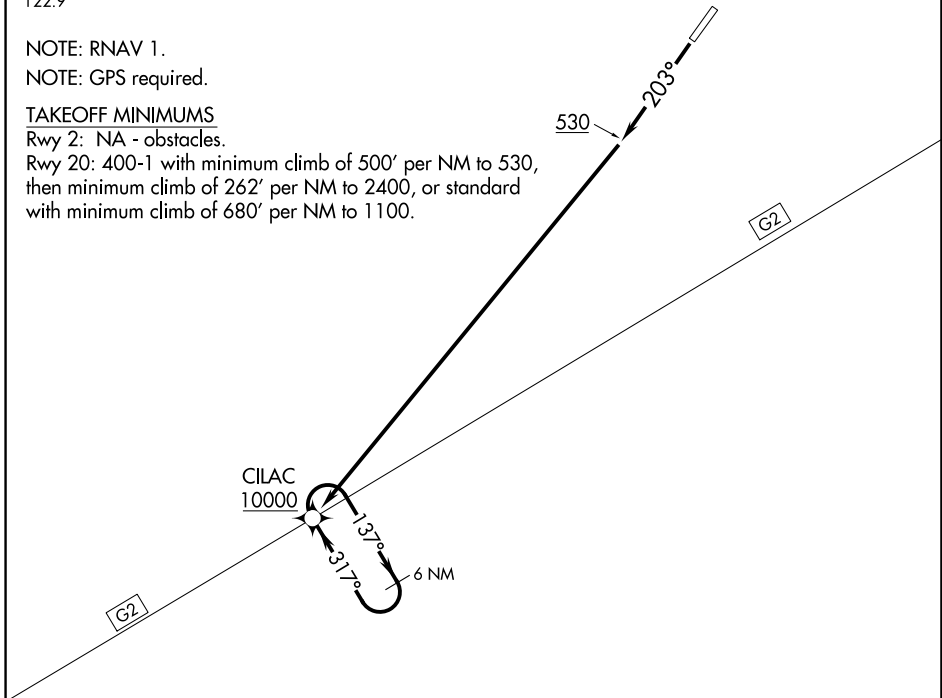 122.9
NOTE: RNAV 1.
NOTE: GPS required.
TAKEOFF MINIMUMS
Rwy 2: NA - obstacles.
Rwy 20: 400-1 with minimum climb of 500' per NM to 530,
then minimum climb of 262' per NM to 2400, or standard
with minimum climb of 680' per NM to 1100.
203°
530
G2
CILAC
10000
137°
317°
6 NM
G2